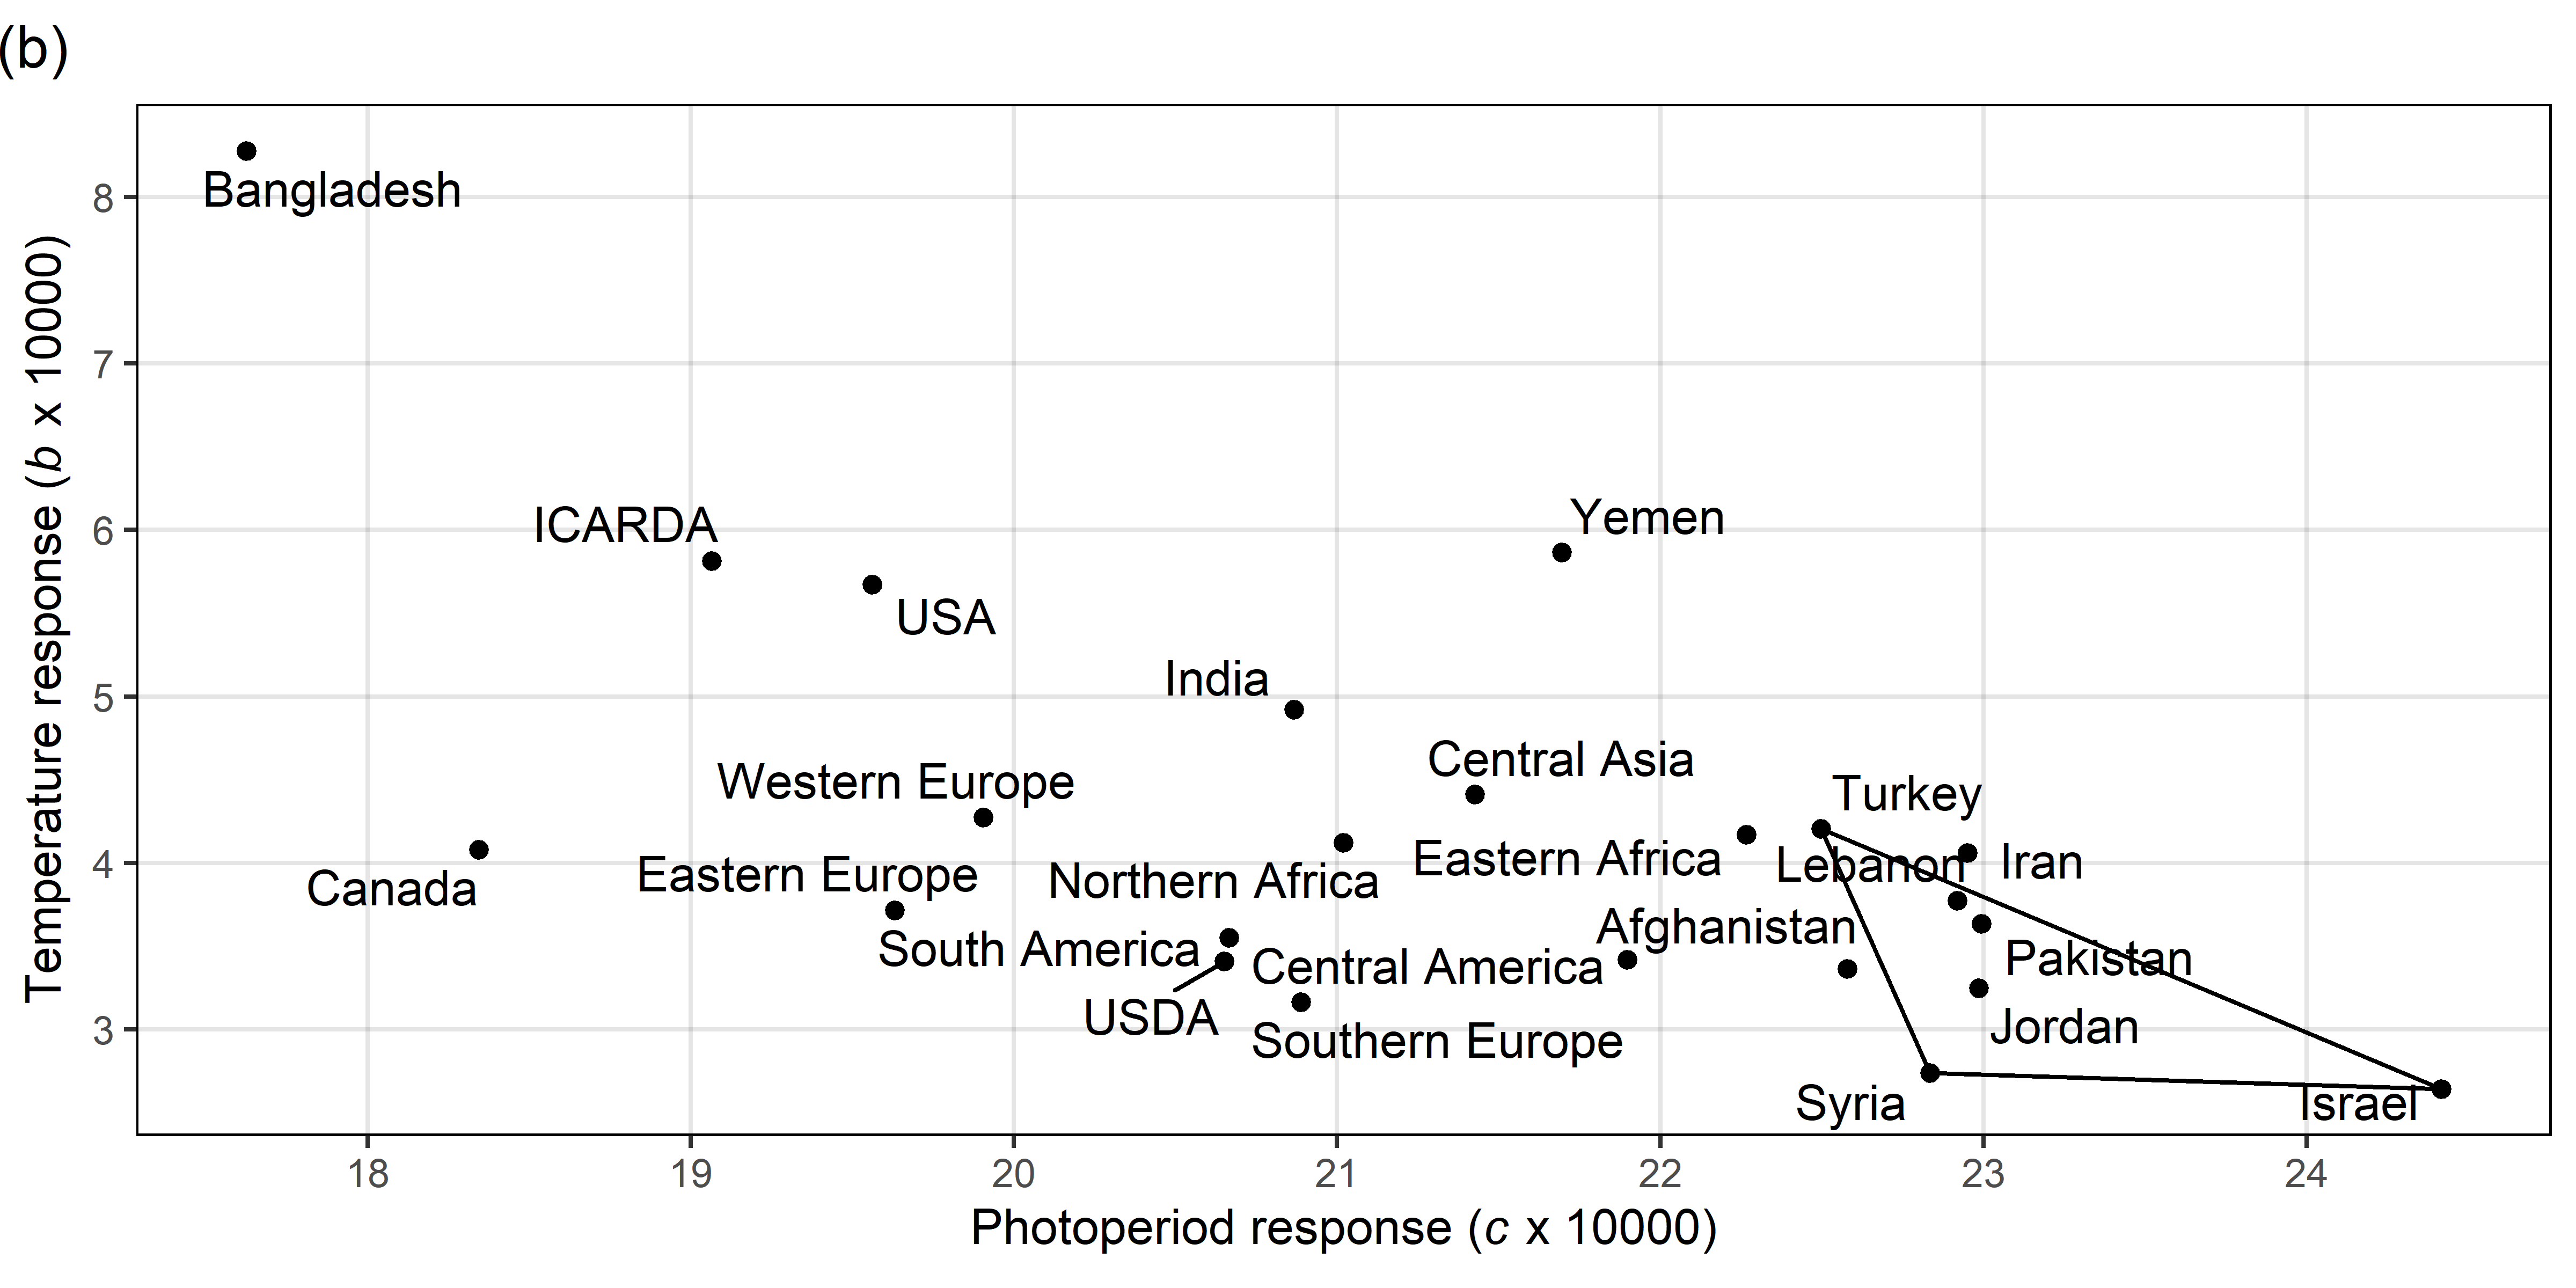 (b)
Temperature response (b x 10000)
8
7
6
5
4
3
Bangladesh
ICARDA
Yemen
USA
India
Central Asia
Western Europe
Turkey
Eastern Africa
Lebanon
Iran
Canada
Eastern Europe
Northern Africa
Afghanistan
South America
Central America
Pakistan
USDA
Southern Europe
Jordan
Syria
Israel
18
19
20
21
22
23
24
Photoperiod response (c x 10000)